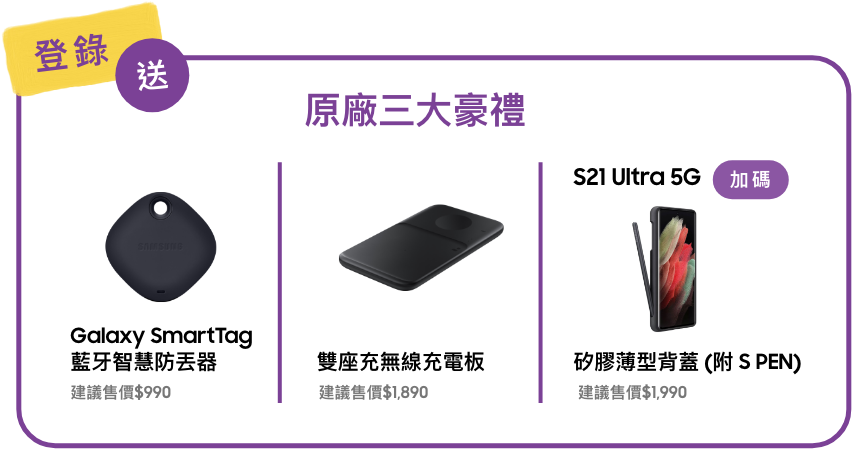 登錄
送
原廠三大豪禮
SAMSUNG
Galaxy SmartTag
藍牙智慧防丟器
建議售價$990
雙座充無線充電板
建議售價$1,890
S21 Ultra 5G 加碼
矽膠薄型背蓋 (附 S PEN)
建議售價$1,990